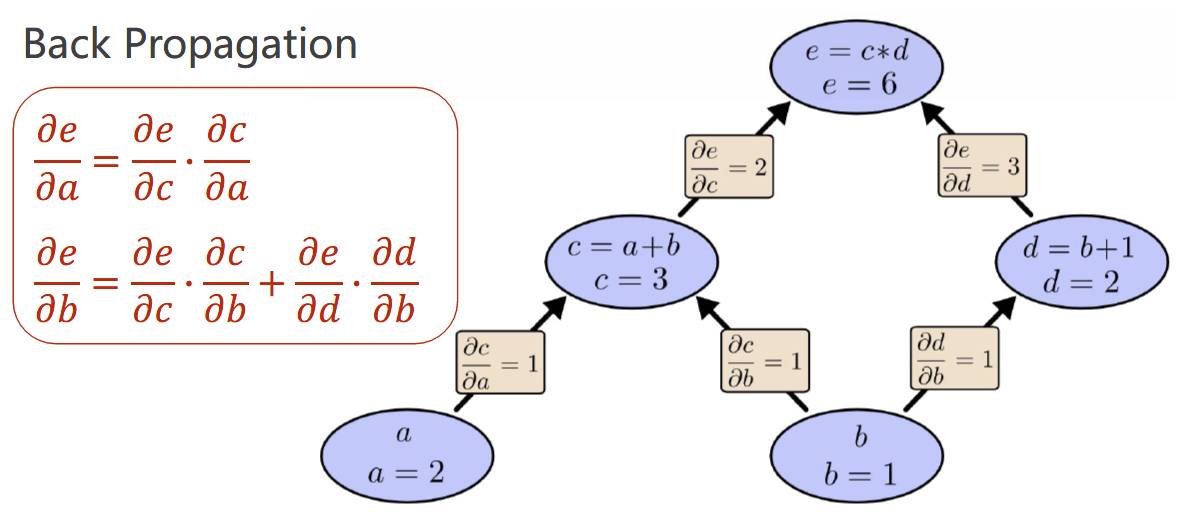 Back Propagation
∂e/∂a = ∂e/∂c · ∂c/∂a
∂e/∂b = ∂e/∂c · ∂c/∂b + ∂e/∂d · ∂d/∂b
e = c*d
e = 6
∂e/∂c = 2
∂e/∂d = 3
c = a+b
c = 3
d = b+1
d = 2
∂c/∂a = 1
∂c/∂b = 1
∂d/∂b = 1
a
a = 2
b
b = 1